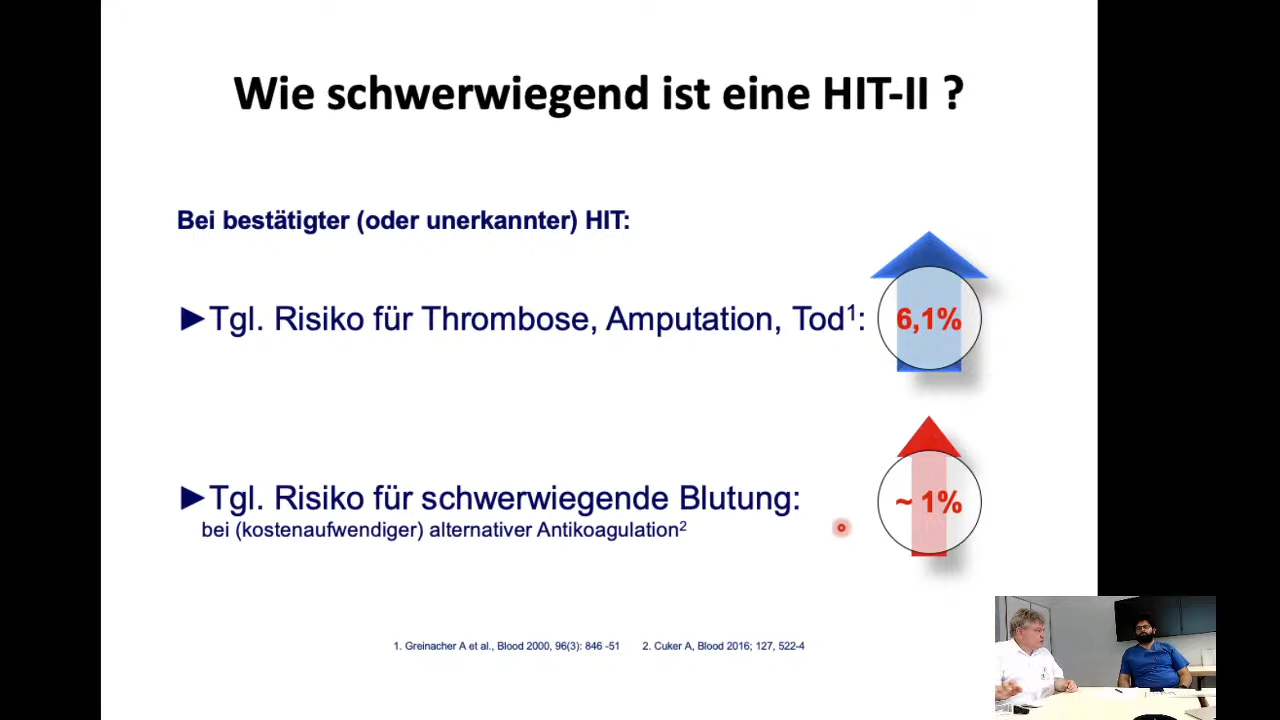 Wie schwerwiegend ist eine HIT-II ?
Bei bestätigter (oder unerkannter) HIT:
►Tgl. Risiko für Thrombose, Amputation, Tod¹:
6,1%
►Tgl. Risiko für schwerwiegende Blutung:
~ 1%
bei (kostenaufwendiger) alternativer Antikoagulation²
1. Greinacher A et al., Blood 2000, 96(3): 846 -51 2. Cuker A, Blood 2016; 127, 522-4